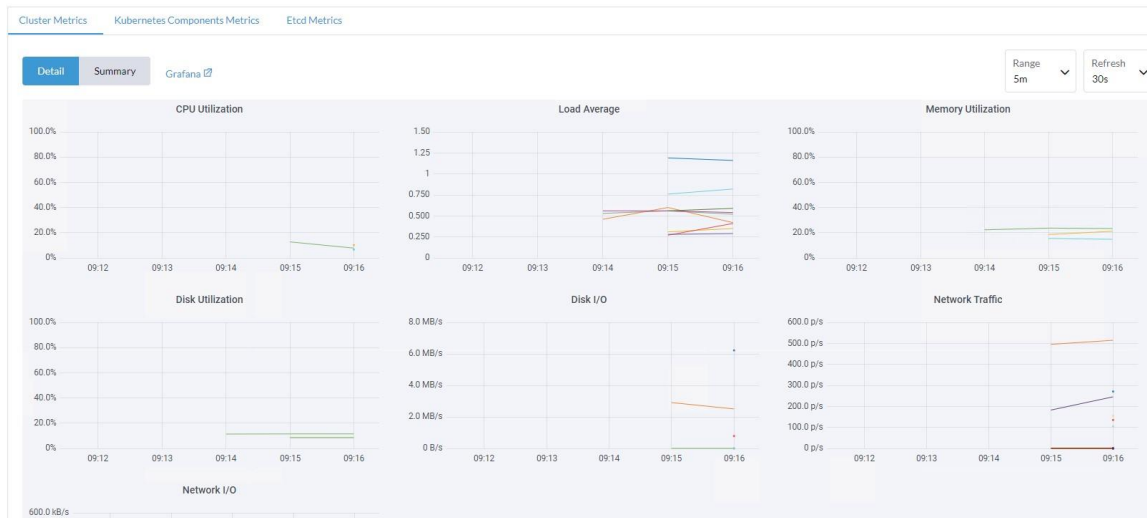 Cluster Metrics Kubernetes Components Metrics Etcd Metrics
Detail Summary Grafana
Range
5m
Refresh
30s
CPU Utilization
100.0%
80.0%
60.0%
40.0%
20.0%
0%
09:12 09:13 09:14 09:15 09:16
Load Average
1.50
1.25
1
0.750
0.500
0.250
0
09:12 09:13 09:14 09:15 09:16
Memory Utilization
100.0%
80.0%
60.0%
40.0%
20.0%
0%
09:12 09:13 09:14 09:15 09:16
Disk Utilization
100.0%
80.0%
60.0%
40.0%
20.0%
0%
09:12 09:13 09:14 09:15 09:16
Disk I/O
8.0 MB/s
6.0 MB/s
4.0 MB/s
2.0 MB/s
0 B/s
09:12 09:13 09:14 09:15 09:16
Network Traffic
600.0 p/s
500.0 p/s
400.0 p/s
300.0 p/s
200.0 p/s
100.0 p/s
0 p/s
09:12 09:13 09:14 09:15 09:16
Network I/O
600.0 kB/s